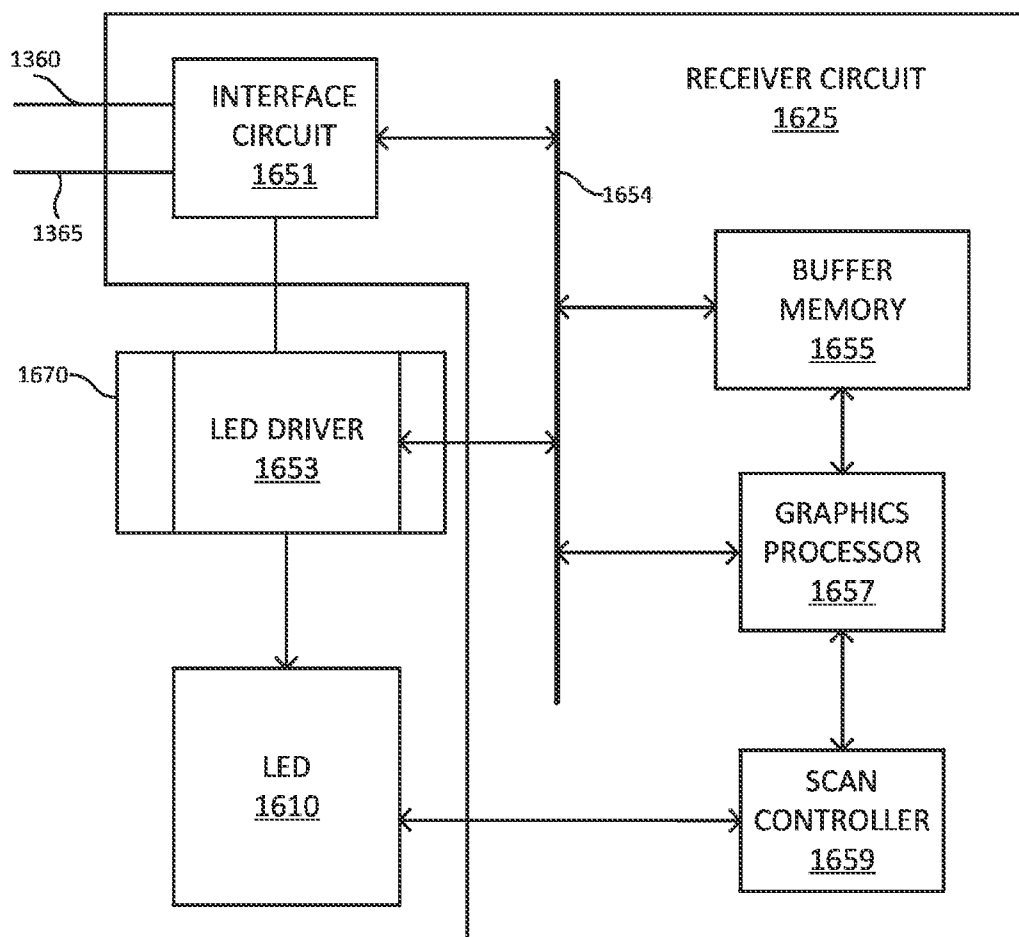 1360
INTERFACE
CIRCUIT
1651
1365
RECEIVER CIRCUIT
1625
1654
BUFFER
MEMORY
1655
1670
LED DRIVER
1653
GRAPHICS
PROCESSOR
1657
LED
1610
SCAN
CONTROLLER
1659